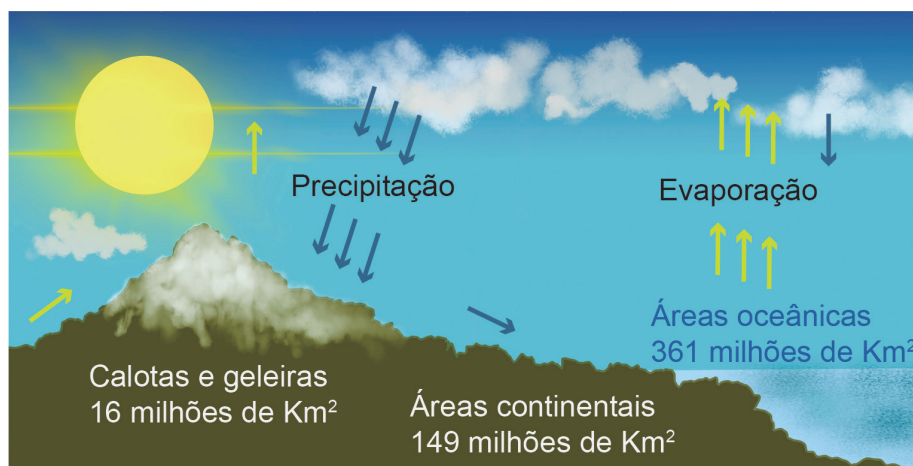 Precipitação
Evaporação
Áreas oceânicas
361 milhões de Km²
Calotas e geleiras
16 milhões de Km²
Áreas continentais
149 milhões de Km²